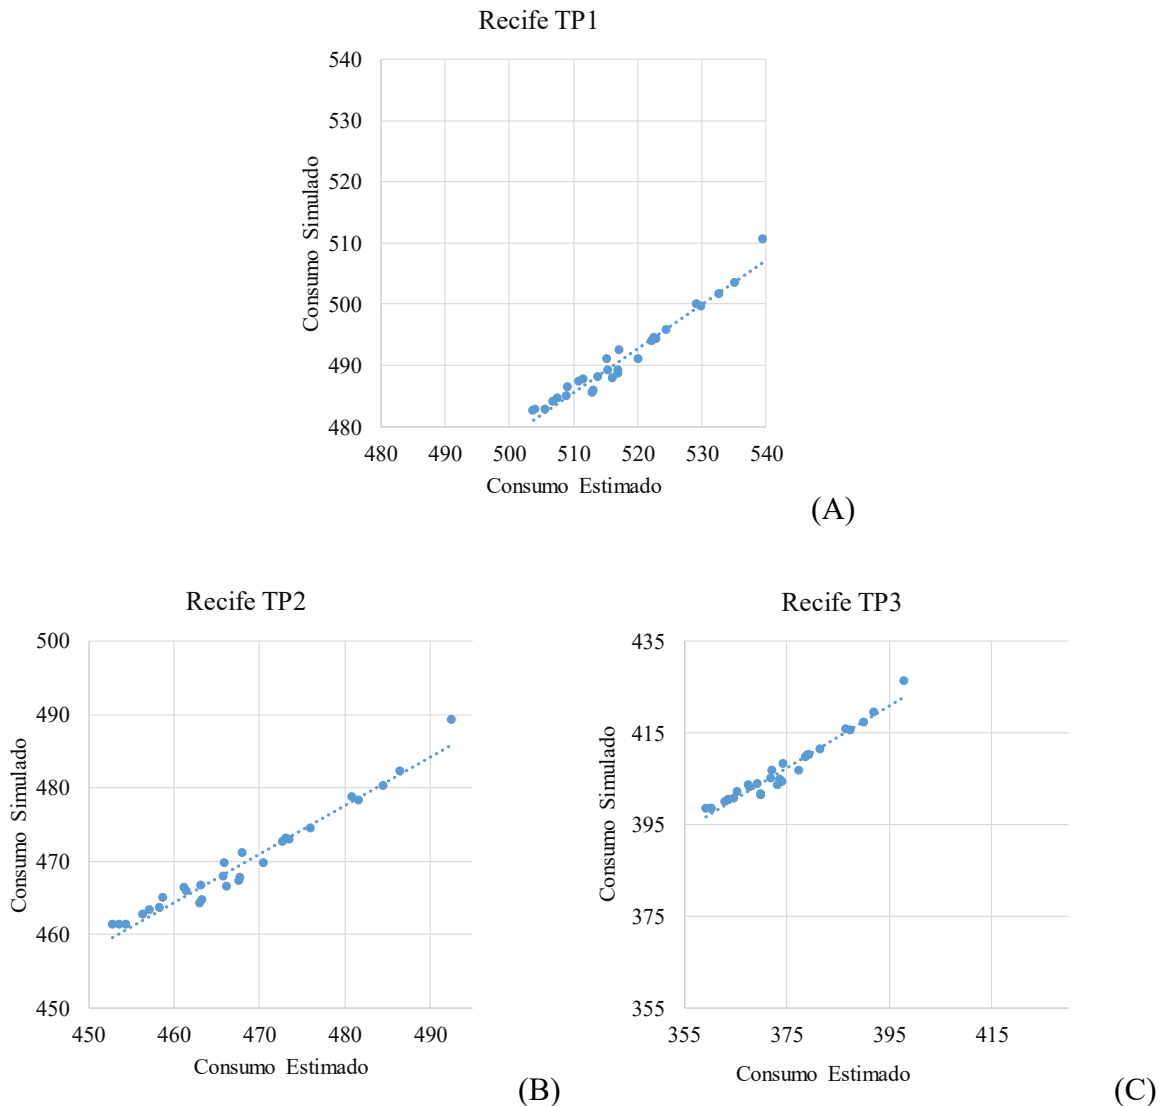 Recife TP1
540
530
520
510
500
490
480
Consumo Simulado
480 490 500 510 520 530 540
Consumo Estimado
(A)
Recife TP2
500
490
480
470
460
450
Consumo Simulado
450 460 470 480 490
Consumo Estimado
(B)
Recife TP3
435
415
395
375
355
Consumo Simulado
355 375 395 415
Consumo Estimado
(C)